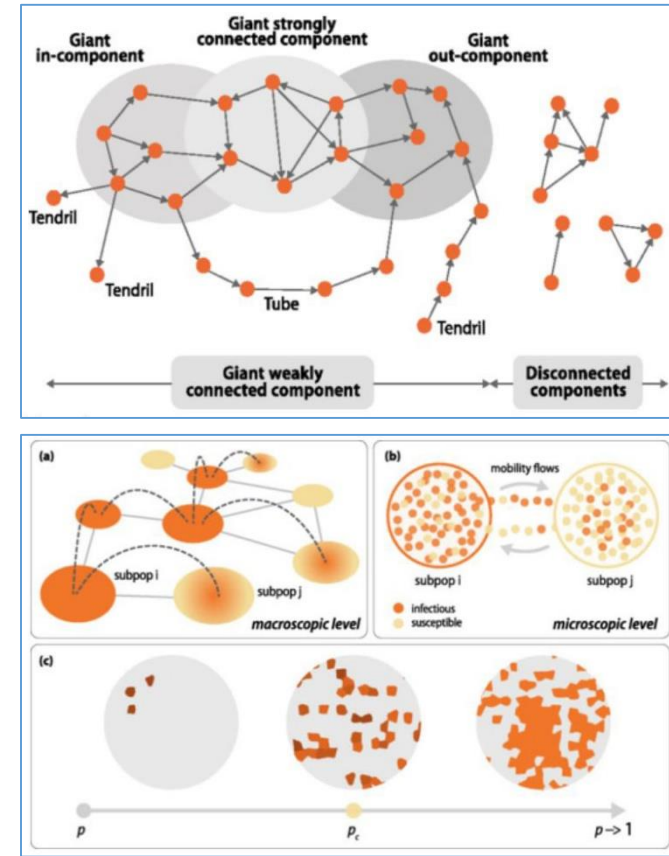 Giant
in-component
Giant strongly
connected component
Giant
out-component
Tendril
Tendril
Tube
Tendril
Giant weakly
connected component
Disconnected
components
(a)
subpop i
subpop j
macroscopic level
(b)
mobility flows
subpop i
subpop j
infectious
susceptible
microscopic level
(c)
p
pc
p -> 1